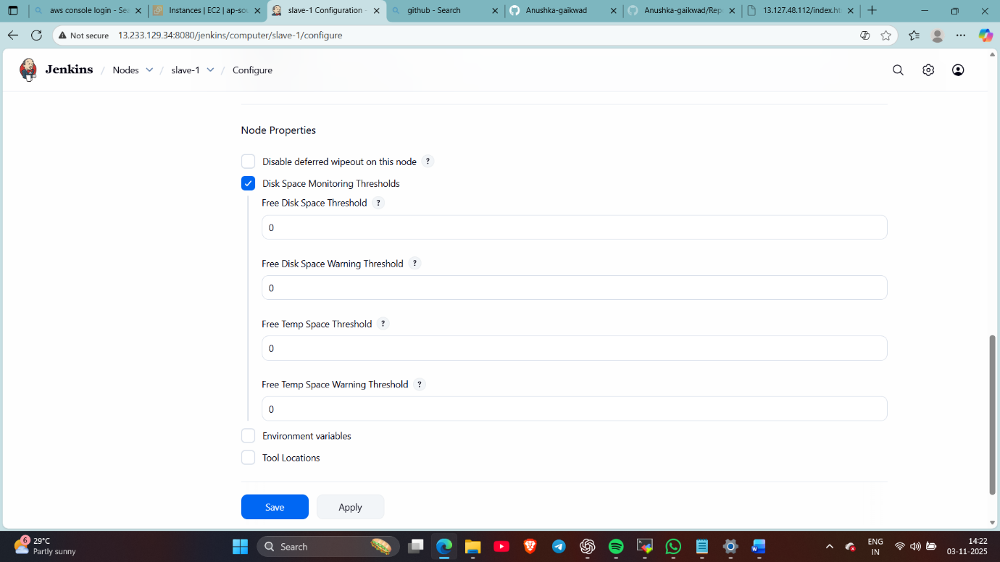 aws console login - Sea
Instances | EC2 | ap-sou
slave-1 Configuration -
github - Search
Anushka-gaikwad
Anushka-gaikwad/Repo
13.127.48.112/index.ht
Not secure
13.233.129.34:8080/jenkins/computer/slave-1/configure
Jenkins / Nodes / slave-1 / Configure
Node Properties
Disable deferred wipeout on this node ?
Disk Space Monitoring Thresholds
Free Disk Space Threshold ?
0
Free Disk Space Warning Threshold ?
0
Free Temp Space Threshold ?
0
Free Temp Space Warning Threshold ?
0
Environment variables
Tool Locations
Save
Apply
6
29°C
Partly sunny
Search
ENG
IN
14:22
03-11-2025